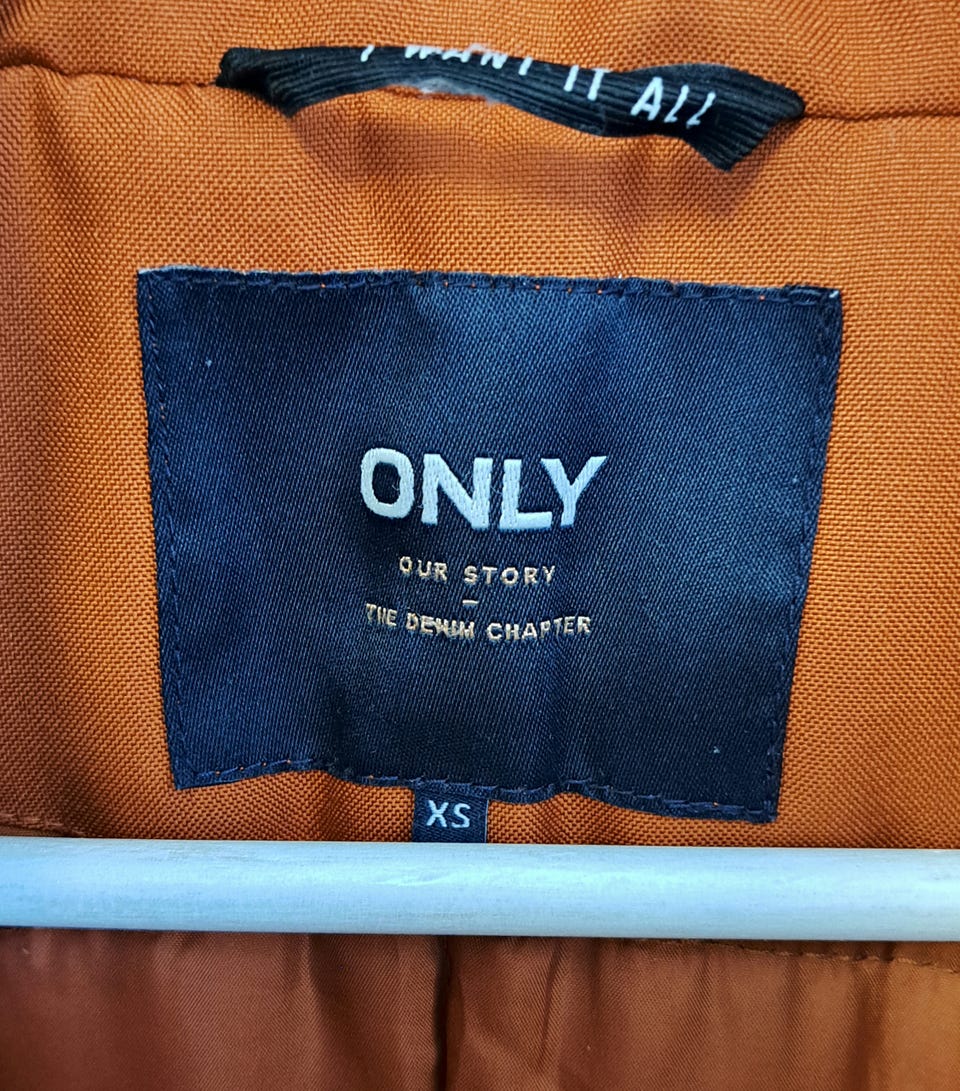 I WANT IT ALL
ONLY
OUR STORY
–
THE DENIM CHAPTER
XS